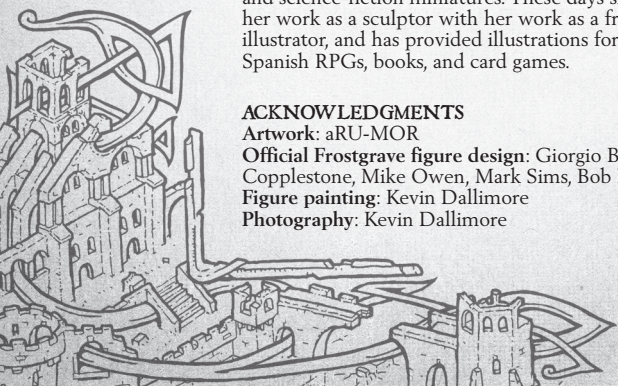 and science-fiction miniatures. These days s
her work as a sculptor with her work as a fr
illustrator, and has provided illustrations for
Spanish RPGs, books, and card games.
ACKNOWLEDGMENTS
Artwork: aRU-MOR
Official Frostgrave figure design: Giorgio B
Copplestone, Mike Owen, Mark Sims, Bob
Figure painting: Kevin Dallimore
Photography: Kevin Dallimore